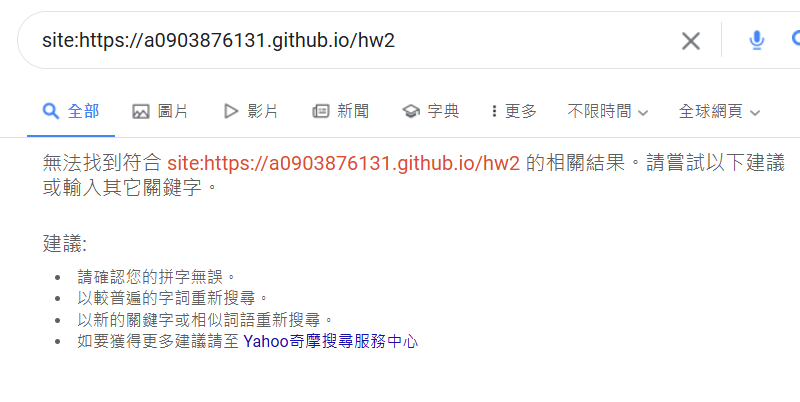 site:https://a0903876131.github.io/hw2
全部 圖片 影片 新聞 字典 更多 不限時間 全球網頁
無法找到符合 site:https://a0903876131.github.io/hw2 的相關結果。請嘗試以下建議
或輸入其它關鍵字。
建議:
• 請確認您的拼字無誤。
• 以較普遍的字詞重新搜尋。
• 以新的關鍵字或相似詞語重新搜尋。
• 如要獲得更多建議請至 Yahoo奇摩搜尋服務中心